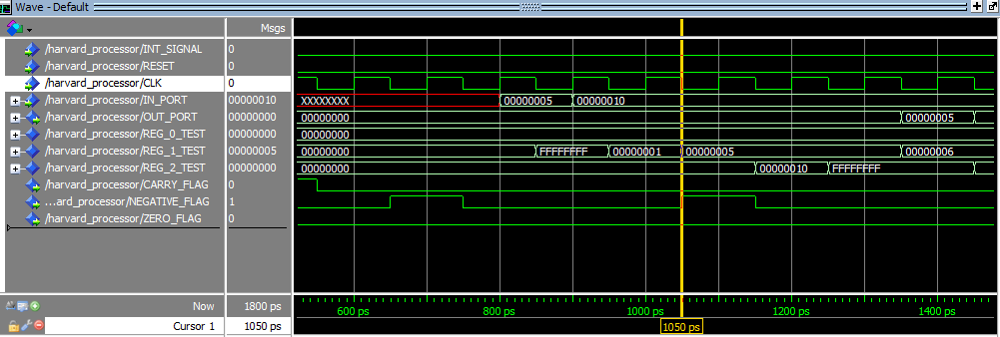 Wave - Default
Msgs
/harvard_processor/INT_SIGNAL 0
/harvard_processor/RESET 0
/harvard_processor/CLK 0
/harvard_processor/IN_PORT 00000010 XXXXXXXX 00000005 00000010
/harvard_processor/OUT_PORT 00000000 00000000 00000005
/harvard_processor/REG_0_TEST 00000000 00000000
/harvard_processor/REG_1_TEST 00000005 00000000 FFFFFFFF 00000001 00000005 00000006
/harvard_processor/REG_2_TEST 00000000 00000000 00000010 FFFFFFFF
/harvard_processor/CARRY_FLAG 0
...ard_processor/NEGATIVE_FLAG 1
/harvard_processor/ZERO_FLAG 0
Now 1800 ps 600 ps 800 ps 1000 ps 1200 ps 1400 ps
Cursor 1 1050 ps 1050 ps